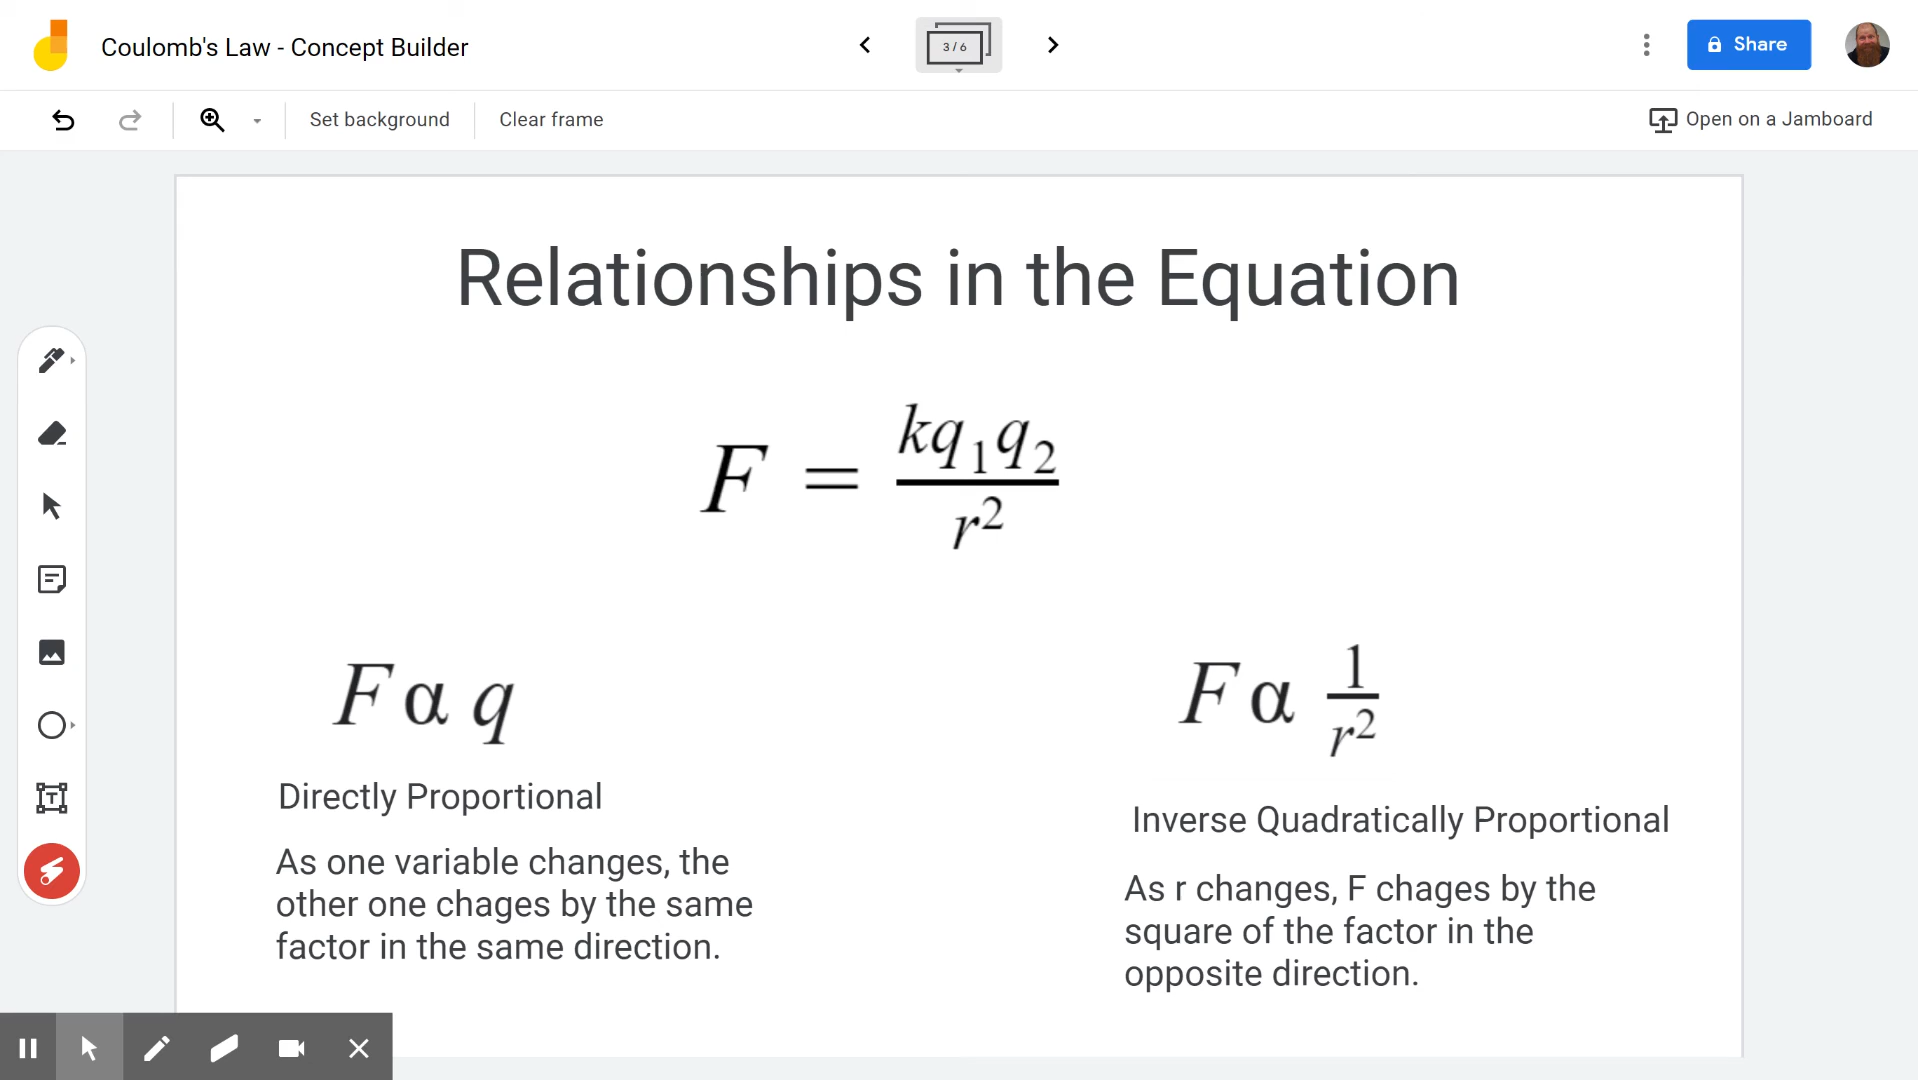 Coulomb's Law - Concept Builder
3 / 6
Share
Set background
Clear frame
Open on a Jamboard
Relationships in the Equation
F = kq₁q₂ / r²
F α q
F α 1 / r²
Directly Proportional
As one variable changes, the
other one chages by the same
factor in the same direction.
Inverse Quadratically Proportional
As r changes, F chages by the
square of the factor in the
opposite direction.